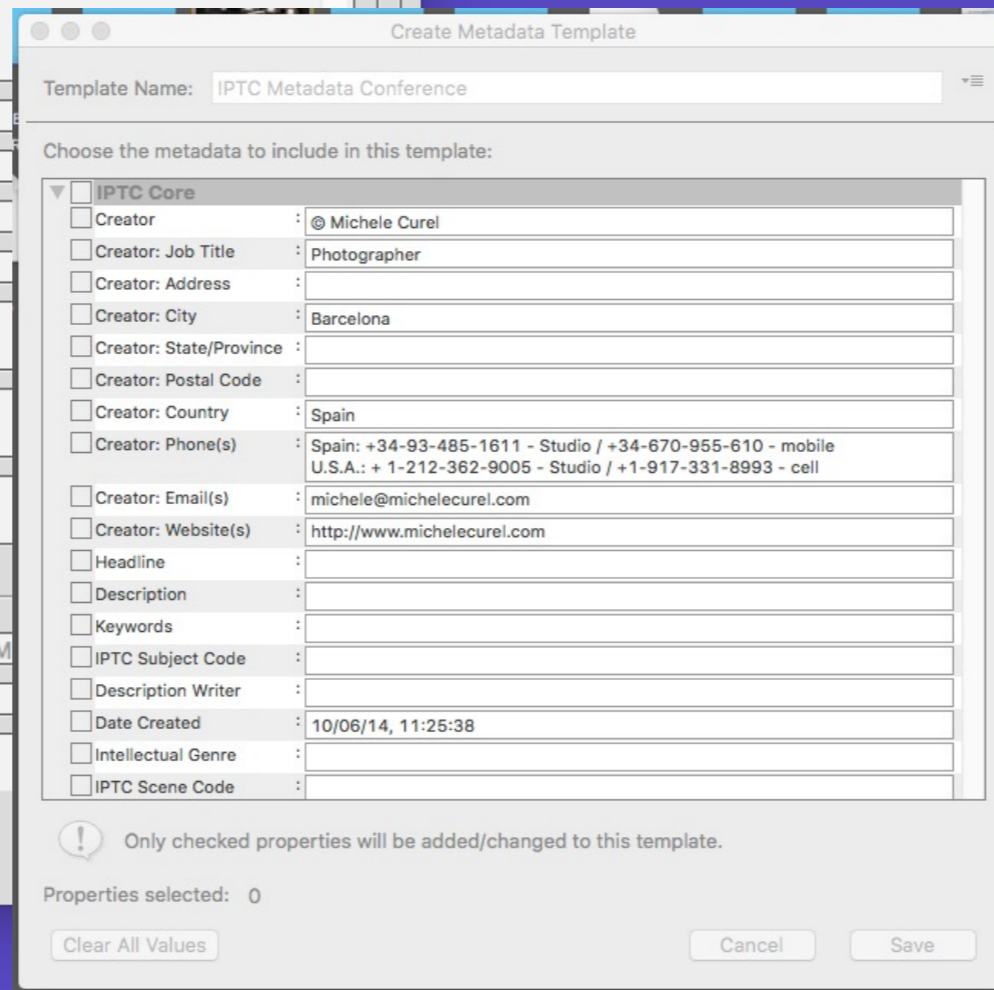 Create Metadata Template
Template Name: IPTC Metadata Conference
Choose the metadata to include in this template:
IPTC Core
Creator : © Michele Curel
Creator: Job Title : Photographer
Creator: Address :
Creator: City : Barcelona
Creator: State/Province :
Creator: Postal Code :
Creator: Country : Spain
Creator: Phone(s) : Spain: +34-93-485-1611 - Studio / +34-670-955-610 - mobile
U.S.A.: + 1-212-362-9005 - Studio / +1-917-331-8993 - cell
Creator: Email(s) : michele@michelecurel.com
Creator: Website(s) : http://www.michelecurel.com
Headline :
Description :
Keywords :
IPTC Subject Code :
Description Writer :
Date Created : 10/06/14, 11:25:38
Intellectual Genre :
IPTC Scene Code :
Only checked properties will be added/changed to this template.
Properties selected: 0
Clear All Values Cancel Save